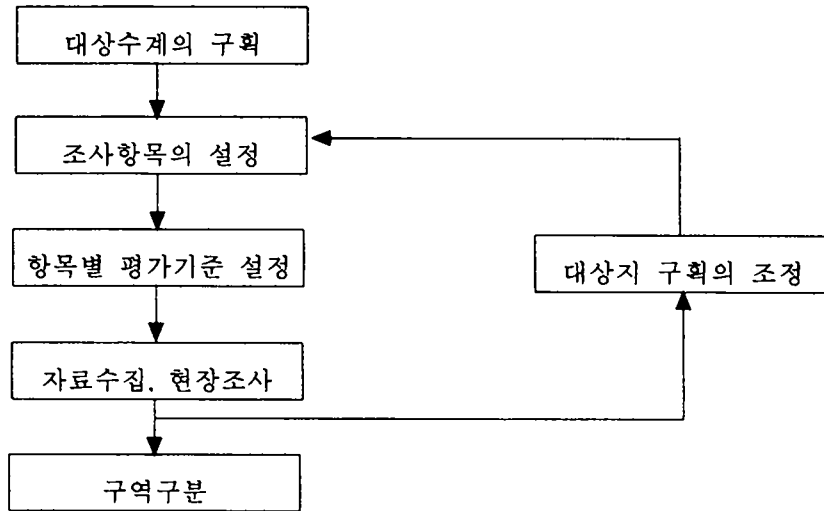 대상수계의 구획
조사항목의 설정
항목별 평가기준 설정
대상지 구획의 조정
자료수집, 현장조사
구역구분